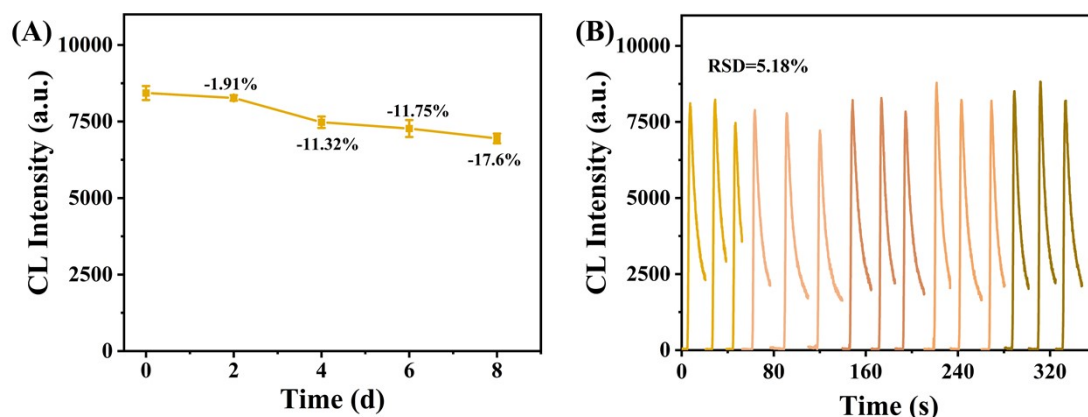 (A)
10000
7500
5000
2500
0
CL Intensity (a.u.)
-1.91%
-11.32%
-11.75%
-17.6%
0 2 4 6 8
Time (d)
(B)
10000
7500
5000
2500
0
CL Intensity (a.u.)
RSD=5.18%
0 80 160 240 320
Time (s)